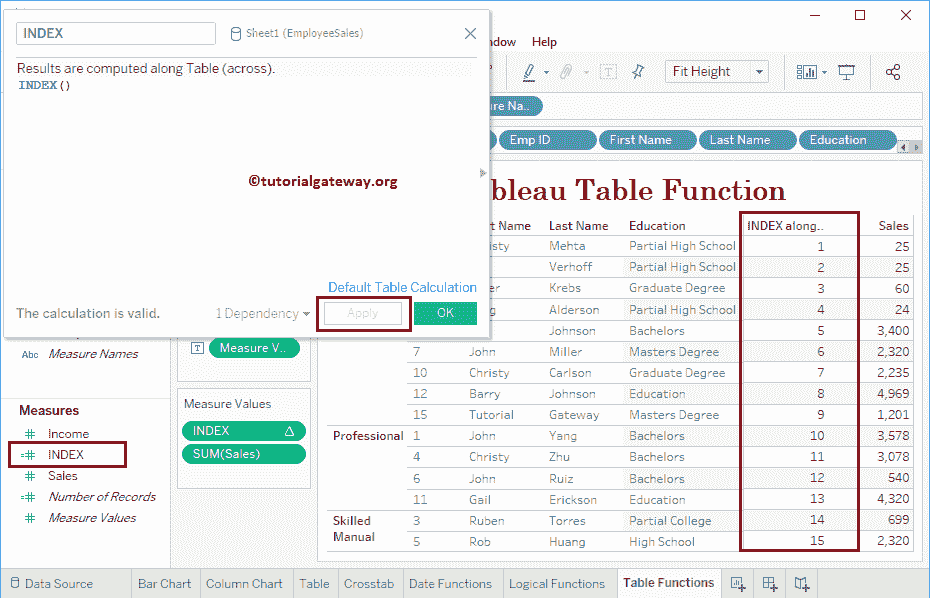 INDEX
Sheet1 (EmployeeSales)
Results are computed along Table (across).
INDEX()
©tutorialgateway.org
Default Table Calculation
The calculation is valid.
1 Dependency
Apply
OK
Help
Fit Height
Emp ID
First Name
Last Name
Education
Table Function
Last Name Education INDEX along.. Sales
Mehta Partial High School 1 25
Verhoff Partial High School 2 25
Krebs Graduate Degree 3 60
Alderson Partial High School 4 24
Johnson Bachelors 5 3,400
7 John Miller Masters Degree 6 2,320
10 Christy Carlson Graduate Degree 7 2,235
12 Barry Johnson Education 8 4,969
15 Tutorial Gateway Masters Degree 9 1,201
Professional 1 John Yang Bachelors 10 3,578
4 Christy Zhu Bachelors 11 3,078
6 John Ruiz Bachelors 12 540
11 Gail Erickson Education 13 4,320
Skilled Manual 3 Ruben Torres Partial College 14 699
5 Rob Huang High School 15 2,320
Abc Measure Names
Measures
Income
INDEX
Sales
Number of Records
Measure Values
T Measure V..
Measure Values
INDEX
SUM(Sales)
Data Source Bar Chart Column Chart Table Crosstab Date Functions Logical Functions Table Functions